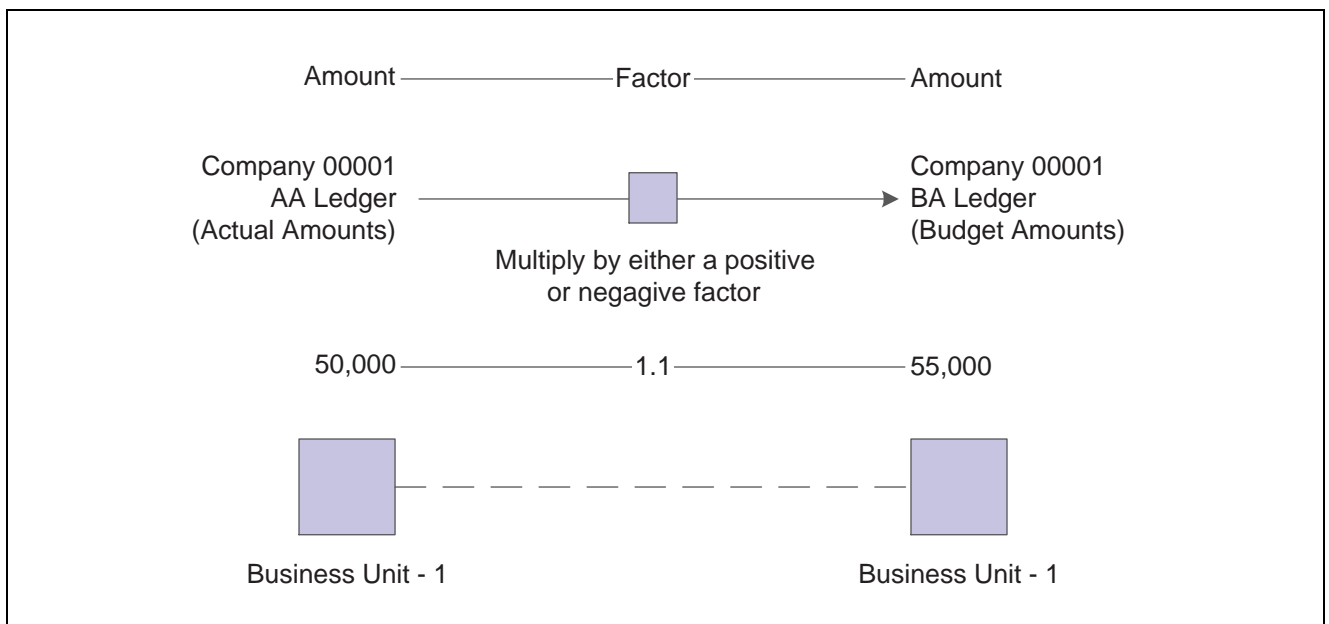 Amount Factor Amount
Company 00001
AA Ledger
(Actual Amounts)
Company 00001
BA Ledger
(Budget Amounts)
Multiply by either a positive
or negagive factor
50,000 1.1 55,000
Business Unit - 1
Business Unit - 1